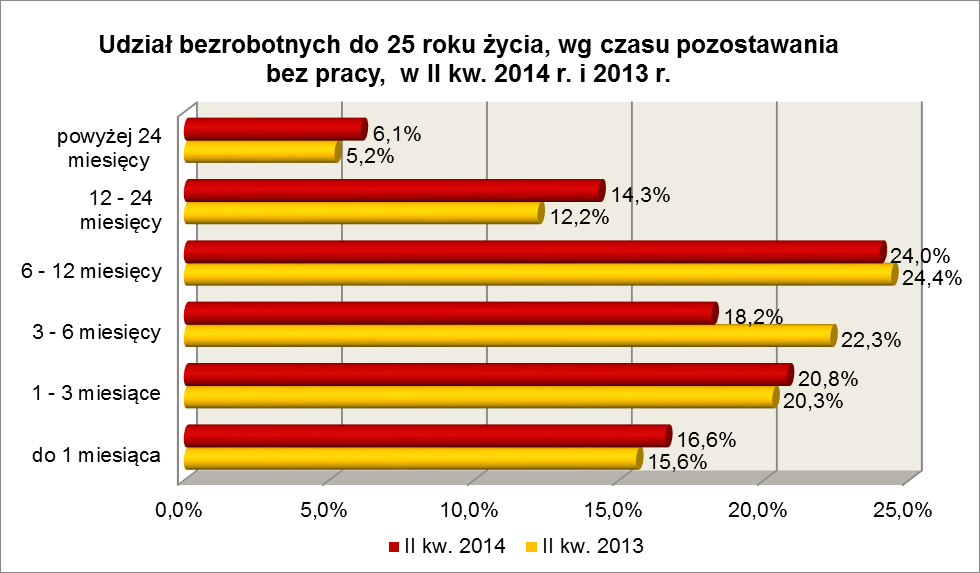 Udział bezrobotnych do 25 roku życia, wg czasu pozostawania
bez pracy,  w II kw. 2014 r. i 2013 r.
powyżej 24
miesięcy
6,1%
5,2%
12 - 24
miesięcy
14,3%
12,2%
6 - 12 miesięcy
24,0%
24,4%
3 - 6 miesięcy
18,2%
22,3%
1 - 3 miesiące
20,8%
20,3%
do 1 miesiąca
16,6%
15,6%
0,0% 5,0% 10,0% 15,0% 20,0% 25,0%
II kw. 2014 II kw. 2013